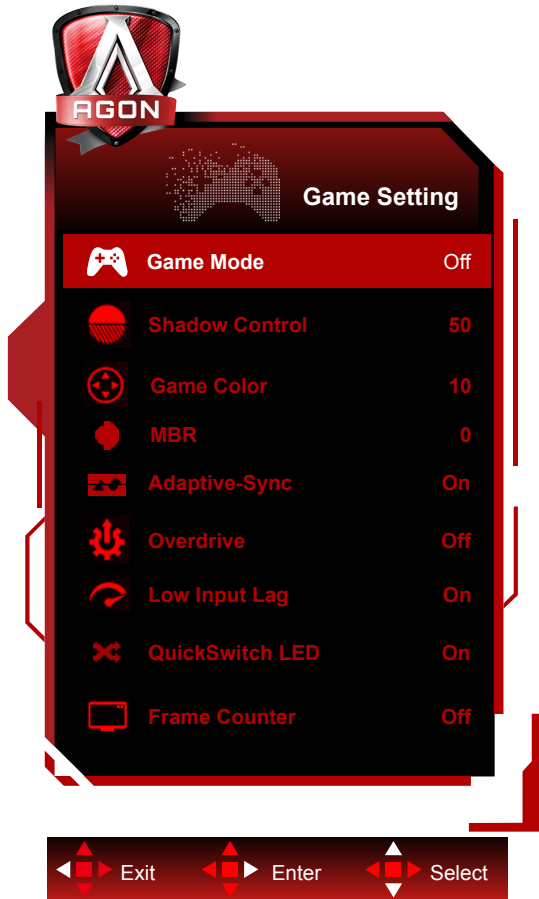 AGON
Game Setting
Game Mode Off
Shadow Control 50
Game Color 10
MBR 0
Adaptive-Sync On
Overdrive Off
Low Input Lag On
QuickSwitch LED On
Frame Counter Off
Exit Enter Select